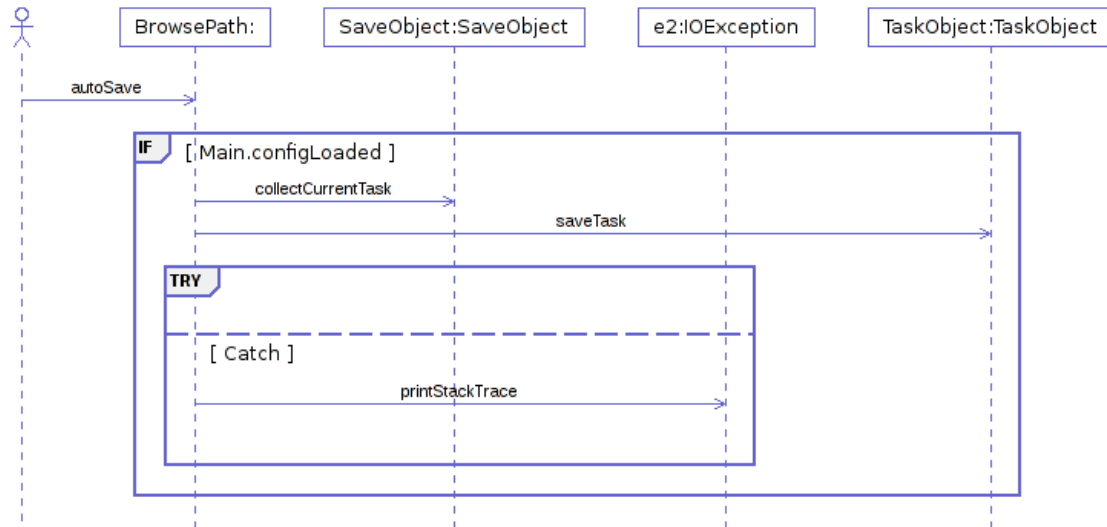 BrowsePath:
SaveObject:SaveObject
e2:IOException
TaskObject:TaskObject
autoSave
IF
[ Main.configLoaded ]
collectCurrentTask
saveTask
TRY
[ Catch ]
printStackTrace